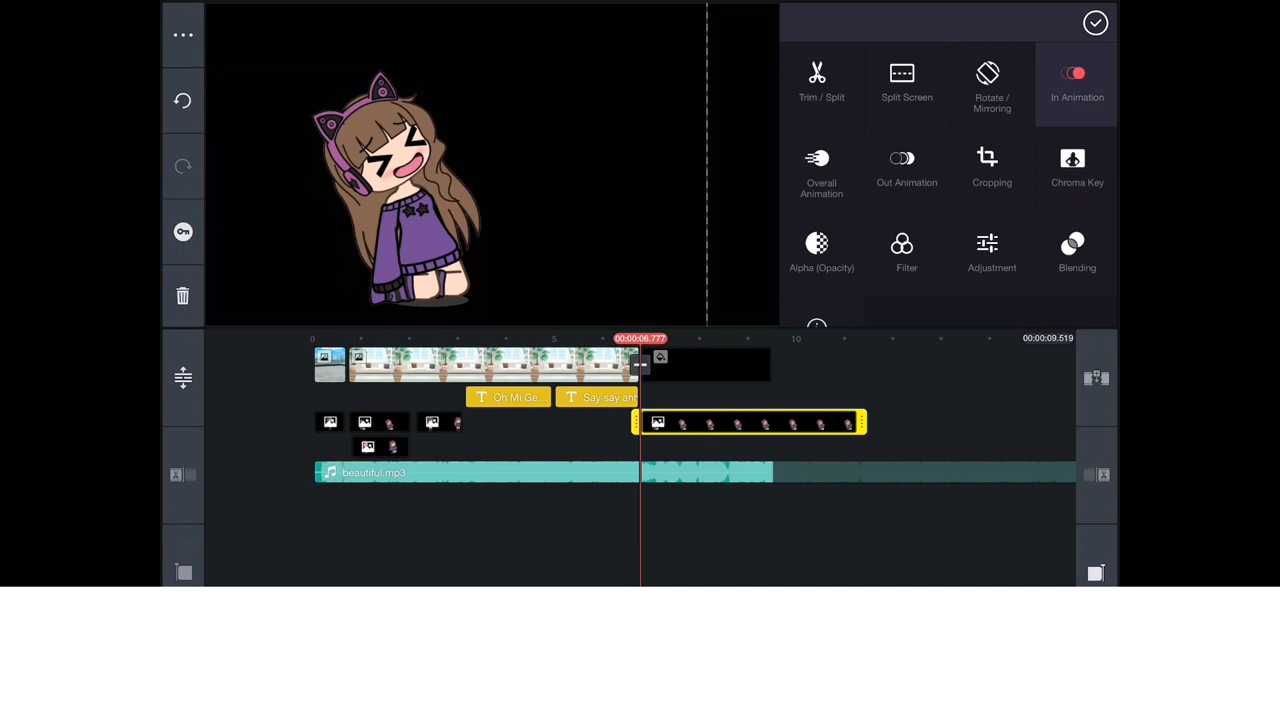 Trim / Split
Split Screen
Rotate /
Mirroring
In Animation
Overall
Animation
Out Animation
Cropping
Chroma Key
Alpha (Opacity)
Filter
Adjustment
Blending
0
5
00:00:06.777
10
00:00:09.519
T Oh Mi Ge...
T Say say ahh
beautiful.mp3